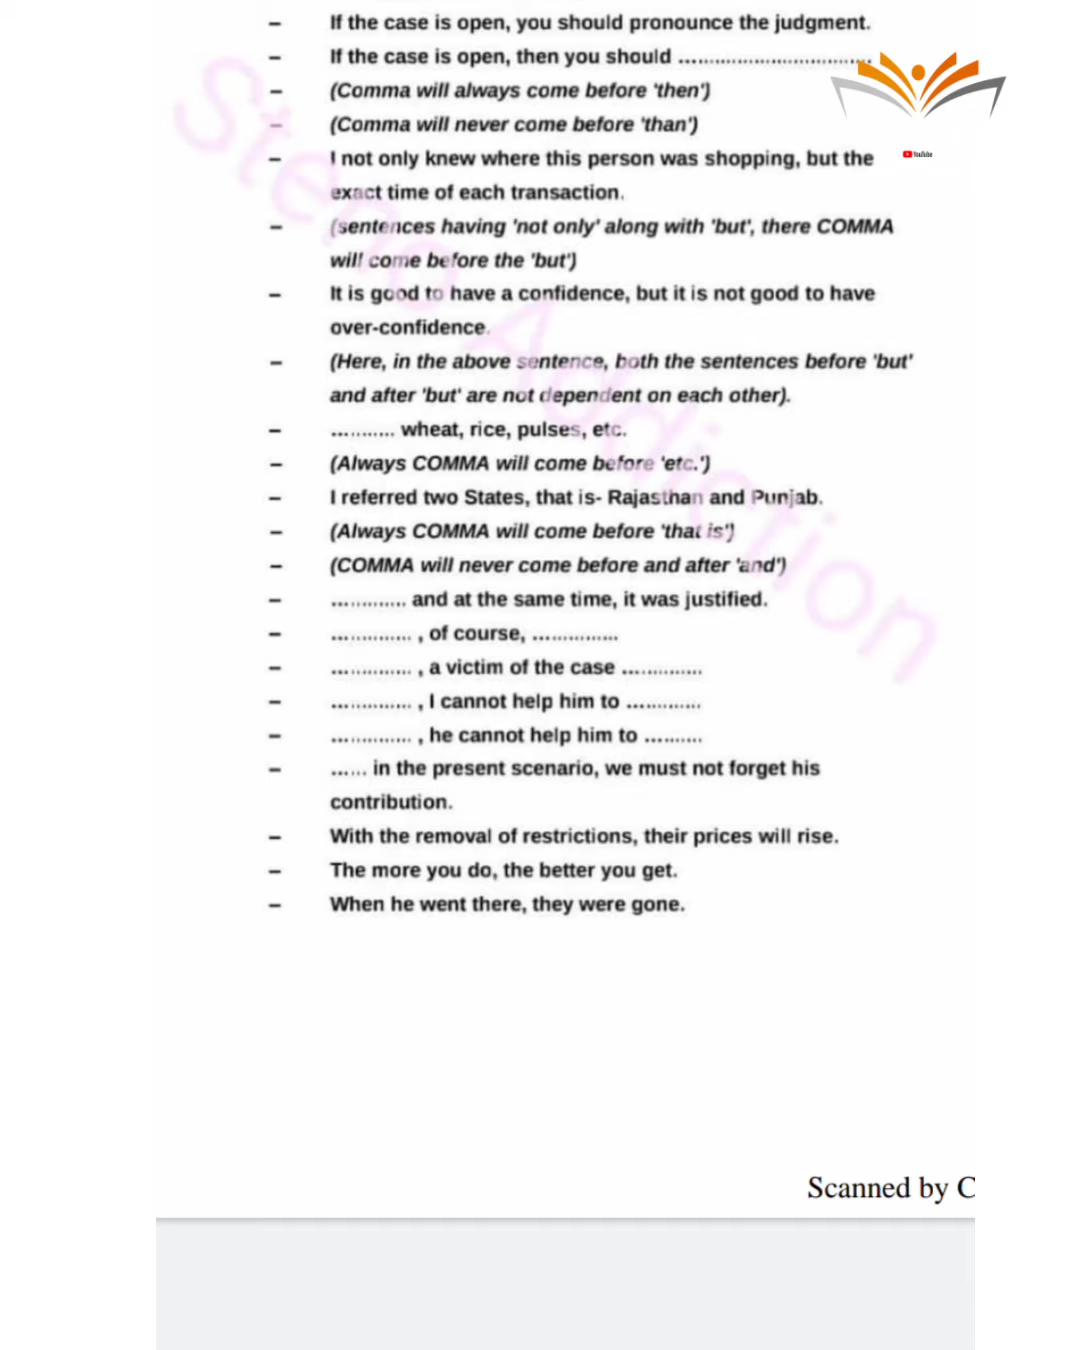 – If the case is open, you should pronounce the judgment.
– If the case is open, then you should ....................................
– (Comma will always come before 'then')
– (Comma will never come before 'than')
– I not only knew where this person was shopping, but the
exact time of each transaction.
– (sentences having 'not only' along with 'but', there COMMA
will come before the 'but')
– It is good to have a confidence, but it is not good to have
over-confidence.
– (Here, in the above sentence, both the sentences before 'but'
and after 'but' are not dependent on each other).
– ........... wheat, rice, pulses, etc.
– (Always COMMA will come before 'etc.')
– I referred two States, that is- Rajasthan and Punjab.
– (Always COMMA will come before 'that is')
– (COMMA will never come before and after 'and')
– ............. and at the same time, it was justified.
– .............. , of course, ...............
– .............. , a victim of the case ..............
– .............. , I cannot help him to .............
– .............. , he cannot help him to ..........
– ...... in the present scenario, we must not forget his
contribution.
– With the removal of restrictions, their prices will rise.
– The more you do, the better you get.
– When he went there, they were gone.
YouTube
Steno Addiction
Scanned by C